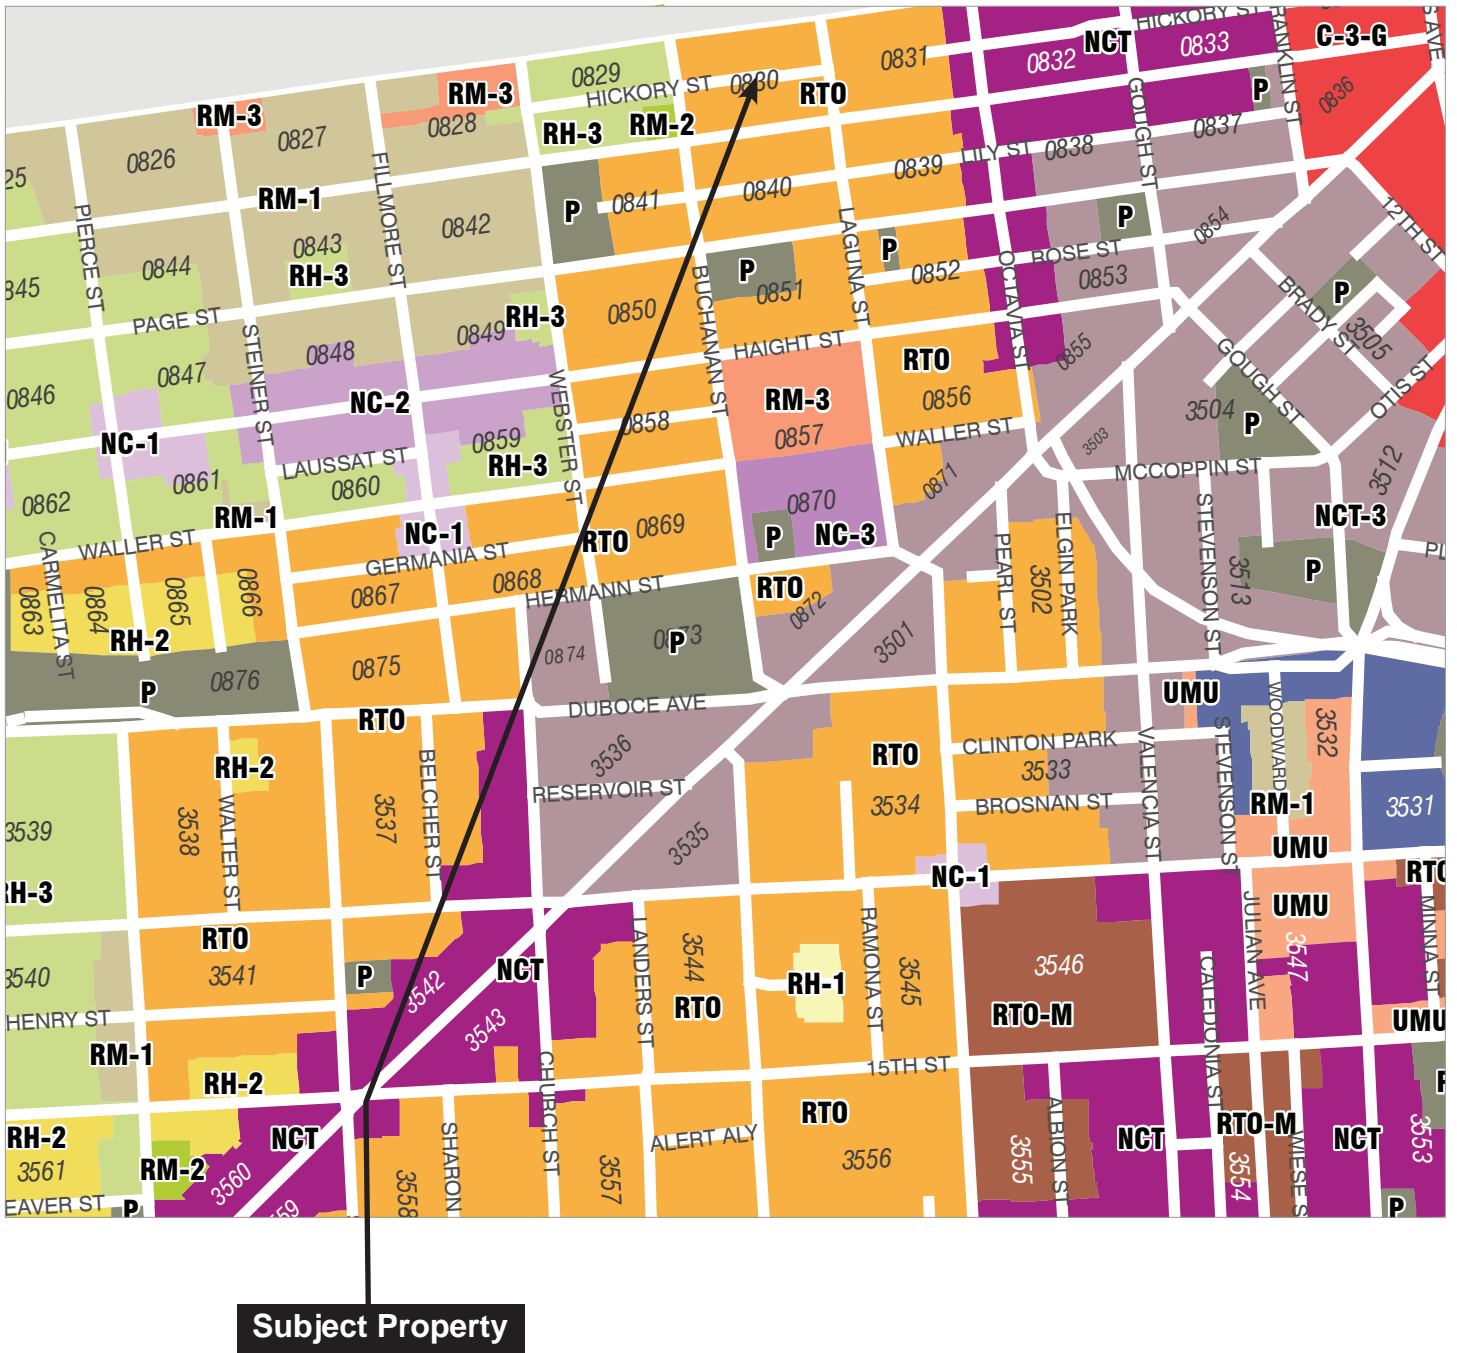 HICKORY ST
C-3-G
S AVE
NCT
0833
0831
0832
RANKLIN ST
0829
0830
RM-3
HICKORY ST
RTO
P
0836
RM-3
0828
RH-3
RM-2
GOUGH ST
0837
0827
0826
LILY ST
0838
0839
25
FILLMORE ST
RM-1
0841
0840
P
PIERCE ST
0842
P
LAGUNA ST
P
0854
12TH ST
0843
0844
RH-3
P
0852
OCTAVIA ST
ROSE ST
0853
845
BUCHANAN ST
0851
BRADY ST
P
PAGE ST
RH-3
0850
0849
STEINER ST
0848
HAIGHT ST
0855
3505
GOUGH ST
0847
RTO
OTIS ST
0846
WEBSTER ST
NC-2
RM-3
0856
3504
P
NC-1
0859
0858
0857
WALLER ST
3503
LAUSSAT ST
RH-3
MCCOPPIN ST
3512
0861
0860
0871
0862
RM-1
NC-1
0870
STEVENSON ST
NCT-3
CARMELITA ST
WALLER ST
RTO
0869
P
NC-3
PEARL ST
ELGIN PARK
PL
GERMANIA ST
0868
HERMANN ST
RTO
3502
3513
P
0863
0864
0865
0866
0867
0872
RH-2
0873
P
3501
0874
0875
0876
P
DUBOCE AVE
UMU
WOODWARD
3532
RTO
STEVENSON ST
VALENCIA ST
BELCHER ST
3536
RTO
CLINTON PARK
RH-2
3533
WALTER ST
RESERVOIR ST
BROSNAN ST
RM-1
3531
3539
3538
3537
3534
3535
UMU
RH-3
NC-1
RTO
UMU
JULIAN AVE
MINNA ST
RTO
LANDERS ST
3544
RAMONA ST
3545
3547
3540
3541
P
3542
NCT
RH-1
3546
CALEDONIA ST
HENRY ST
3543
RTO
RTO-M
UMU
RM-1
CHURCH ST
15TH ST
RH-2
P
RTO
RH-2
NCT
SHARON
ALERT ALY
ALBION ST
NCT
RTO-M
WIESE S
NCT
3553
3561
RM-2
3560
3558
3557
3556
3555
3554
EAVER ST
P
559
P
Subject Property